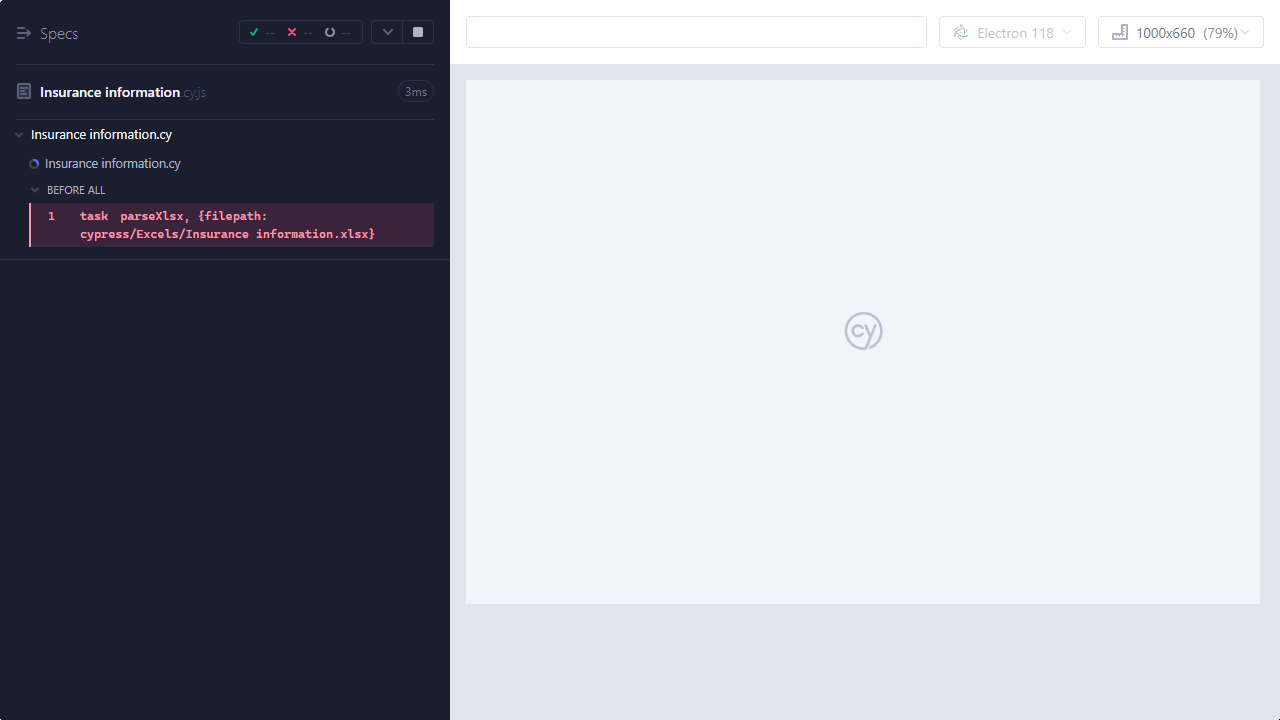 Specs
-- -- --
Electron 118
1000x660 (79%)
Insurance information.cy.js
3ms
Insurance information.cy
Insurance information.cy
BEFORE ALL
1 task parseXlsx, {filepath:
cypress/Excels/Insurance information.xlsx}
cy